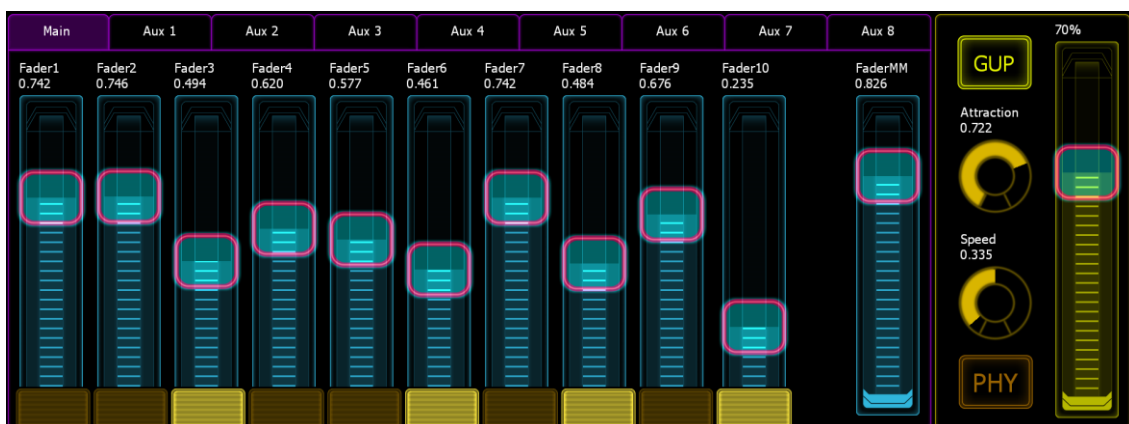 Main Aux 1 Aux 2 Aux 3 Aux 4 Aux 5 Aux 6 Aux 7 Aux 8
Fader1 Fader2 Fader3 Fader4 Fader5 Fader6 Fader7 Fader8 Fader9 Fader10 FaderMM
0.742 0.746 0.494 0.620 0.577 0.461 0.742 0.484 0.676 0.235 0.826
70%
GUP
Attraction
0.722
Speed
0.335
PHY